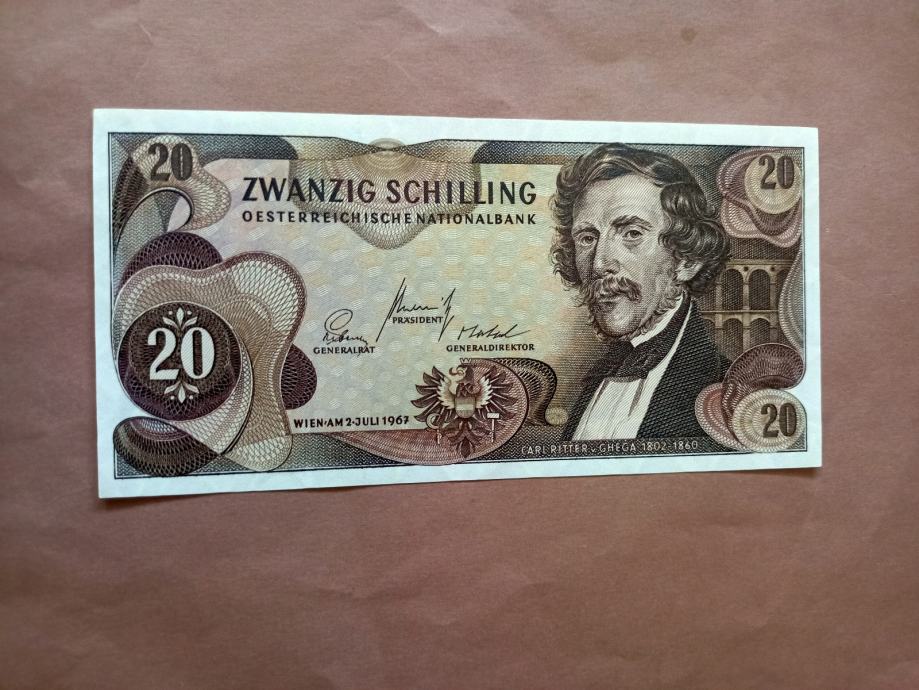 20
20
ZWANZIG SCHILLING
OESTERREICHISCHE NATIONALBANK
PRÄSIDENT
GENERALRAT
GENERALDIREKTOR
20
WIEN·AM 2·JULI 1967
20
CARL RITTER v. GHEGA 1802-1860